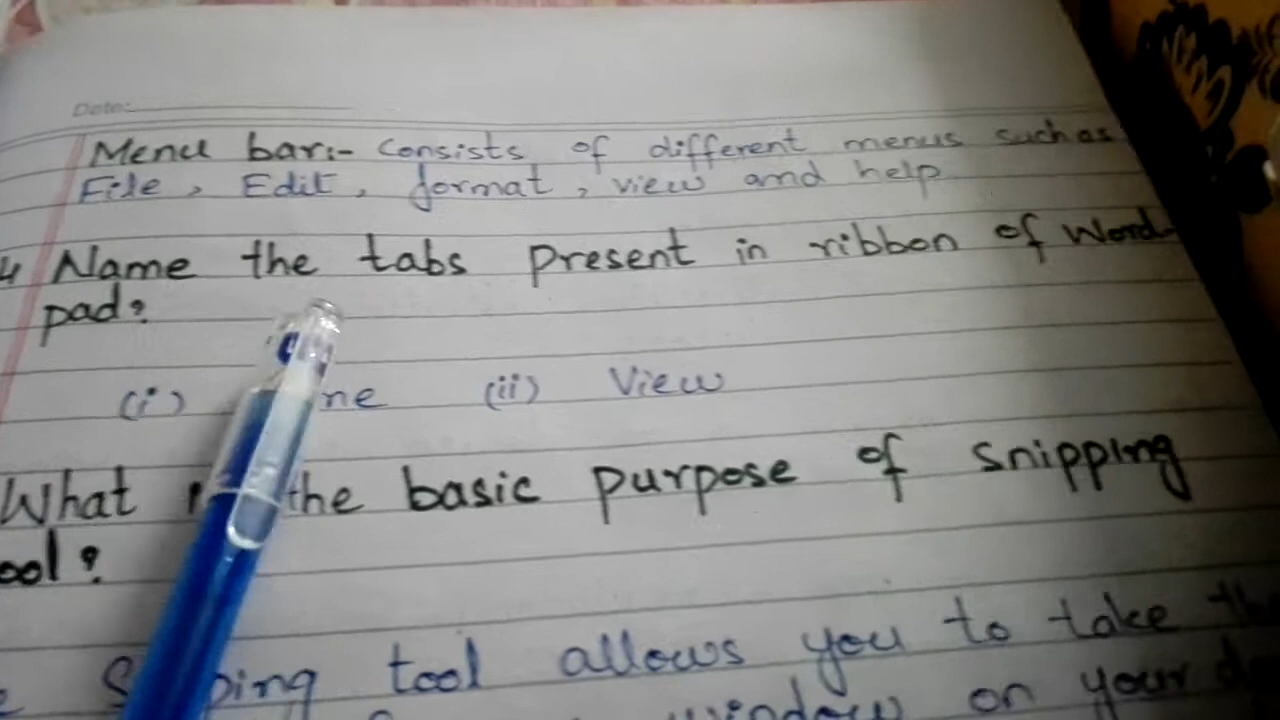 Date:
Menu bar:- consists of different menus such as
File, Edit, format, view and help
4 Name the tabs present in ribbon of Word-
pad?
(i) ne (ii) View
What the basic purpose of snipping
ool?
ping tool allows you to take
window on your